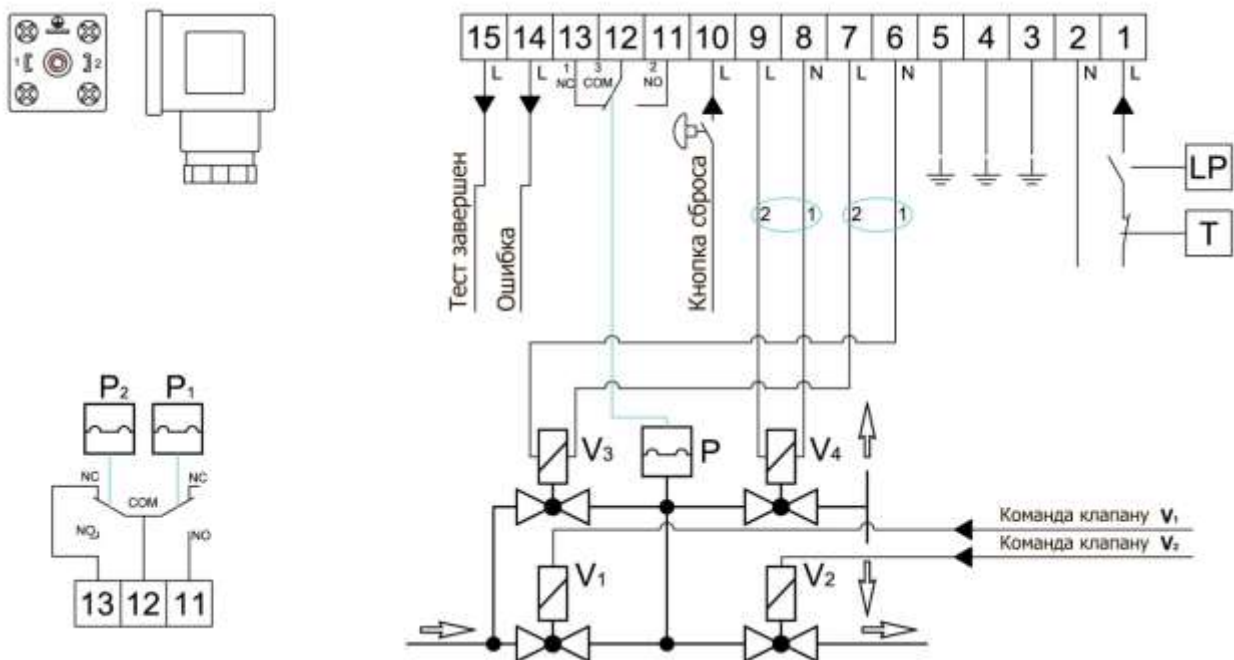 1 2
15 14 13 12 11 10 9 8 7 6 5 4 3 2 1
L L 1 NC 3 COM 2 NO L L N L N N L
Тест завершен
Ошибка
Кнопка сброса
2 1 2 1
LP
T
P2 P1
NC NC
COM
NO NO
13 12 11
V3 P V4
Команда клапану V1
Команда клапану V2
V1 V2